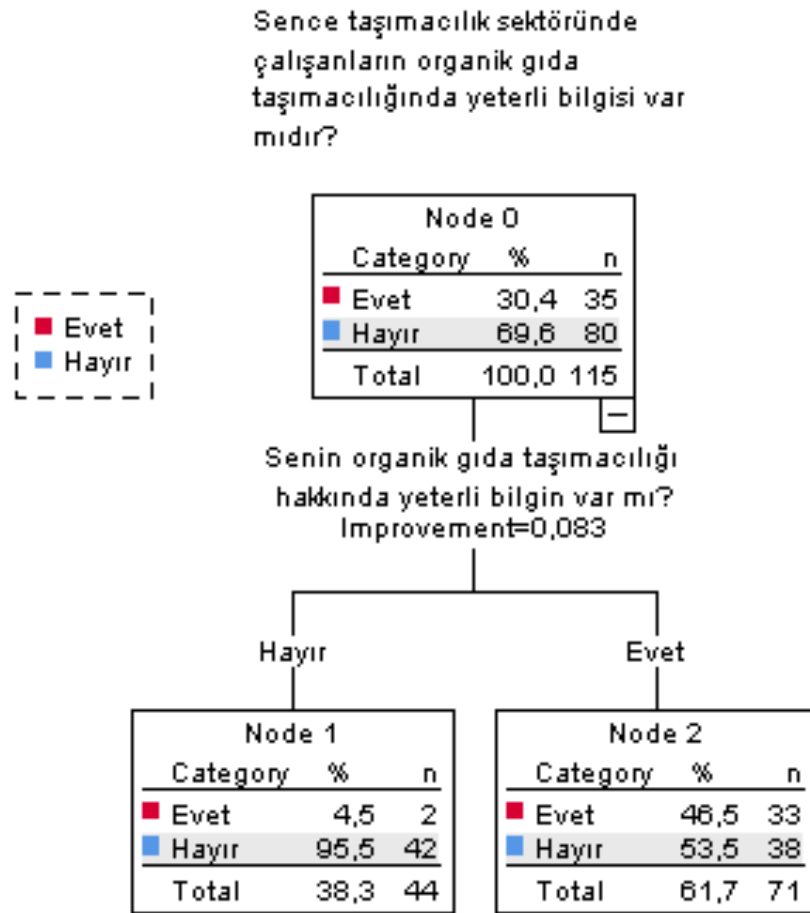 Sence taşımacılık sektöründe
çalışanların organik gıda
taşımacılığında yeterli bilgisi var
mıdır?
Node 0
Category % n
Evet 30,4 35
Hayır 69,6 80
Total 100,0 115
Evet
Hayır
Senin organik gıda taşımacılığı
hakkında yeterli bilgin var mı?
Improvement=0,083
Hayır
Evet
Node 1
Category % n
Evet 4,5 2
Hayır 95,5 42
Total 38,3 44
Node 2
Category % n
Evet 46,5 33
Hayır 53,5 38
Total 61,7 71